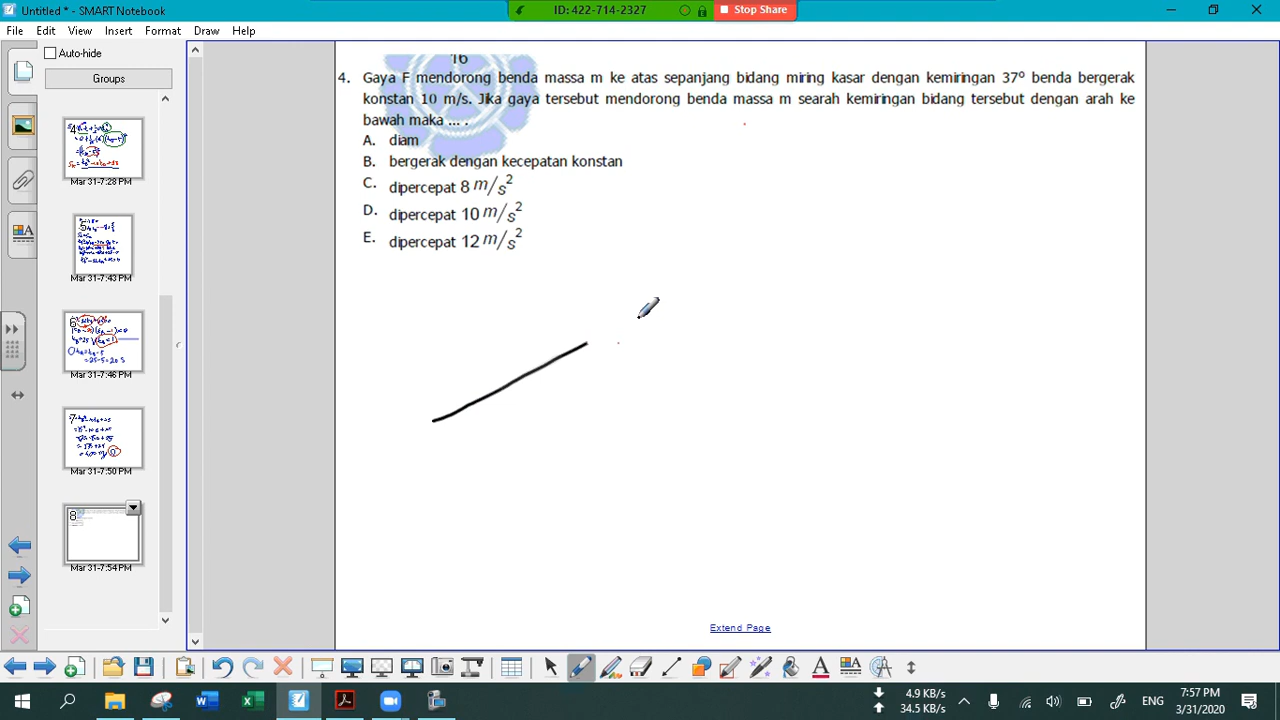 Untitled * - SMART Notebook
ID: 422-714-2327
Stop Share
File Edit View Insert Format Draw Help
Auto-hide
Groups
Mar 31-7:28 PM
Mar 31-7:43 PM
Mar 31-7:46 PM
Mar 31-7:50 PM
8
Mar 31-7:54 PM
16
4. Gaya F mendorong benda massa m ke atas sepanjang bidang miring kasar dengan kemiringan 37⁰ benda bergerak
konstan 10 m/s. Jika gaya tersebut mendorong benda massa m searah kemiringan bidang tersebut dengan arah ke
bawah maka ... .
A. diam
B. bergerak dengan kecepatan konstan
C. dipercepat 8 m/s²
D. dipercepat 10 m/s²
E. dipercepat 12 m/s²
Extend Page
4.9 KB/s
34.5 KB/s
ENG
7:57 PM
3/31/2020